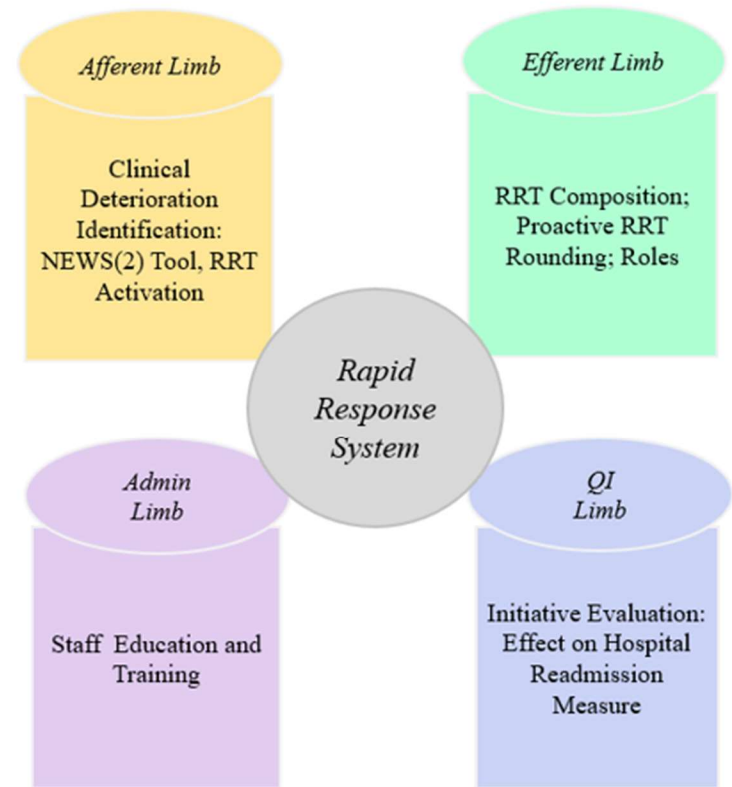 Afferent Limb
Clinical
Deterioration
Identification:
NEWS(2) Tool, RRT
Activation
Efferent Limb
RRT Composition;
Proactive RRT
Rounding; Roles
Rapid
Response
System
Admin
Limb
Staff Education and
Training
QI
Limb
Initiative Evaluation:
Effect on Hospital
Readmission
Measure